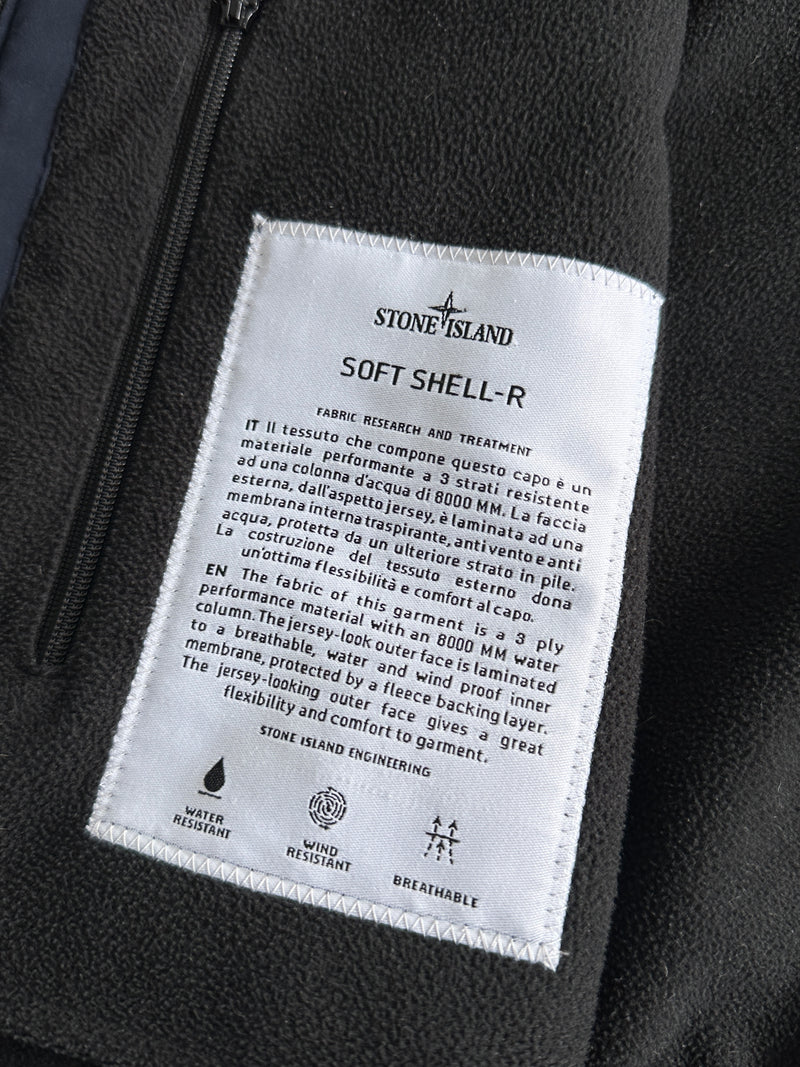 STONE ISLAND
SOFT SHELL-R
FABRIC RESEARCH AND TREATMENT
IT Il tessuto che compone questo capo è un
materiale performante a 3 strati resistente
ad una colonna d'acqua di 8000 MM. La faccia
esterna, dall'aspetto jersey, è laminata ad una
membrana interna traspirante, antivento e anti
acqua, protetta da un ulteriore strato in pile.
La costruzione del tessuto esterno dona
un'ottima flessibilità e comfort al capo.
EN The fabric of this garment is a 3 ply
performance material with an 8000 MM water
column. The jersey-look outer face is laminated
to a breathable, water and wind proof inner
membrane, protected by a fleece backing layer.
The jersey-looking outer face gives a great
flexibility and comfort to garment.
STONE ISLAND ENGINEERING
WATER
RESISTANT
WIND
RESISTANT
BREATHABLE